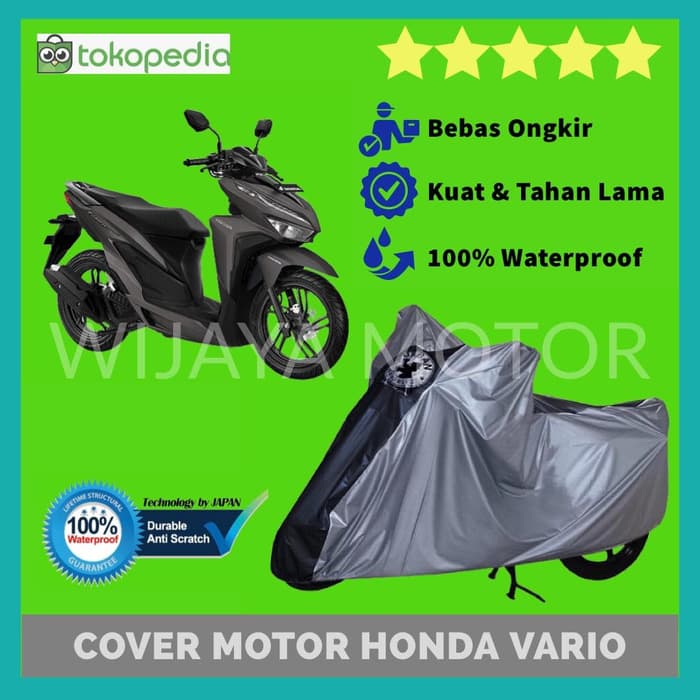 tokopedia
Bebas Ongkir
Kuat & Tahan Lama
100% Waterproof
WIJAYA MOTOR
LIFETIME STRUCTURAL
100%
Waterproof
GUARANTEE
Technology by JAPAN
Durable
Anti Scratch
COVER MOTOR HONDA VARIO